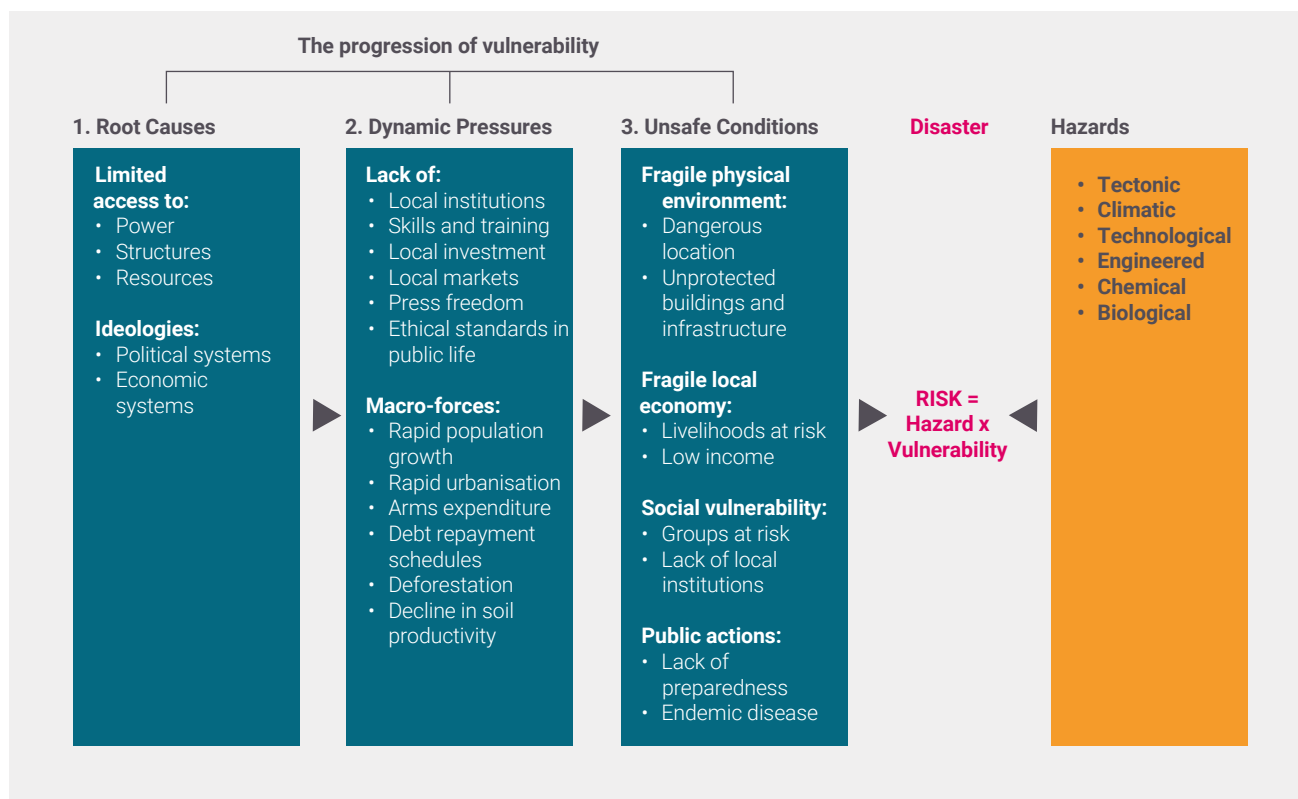 The progression of vulnerability
1. Root Causes
Limited
access to:
• Power
• Structures
• Resources
Ideologies:
• Political systems
• Economic
systems
2. Dynamic Pressures
Lack of:
• Local institutions
• Skills and training
• Local investment
• Local markets
• Press freedom
• Ethical standards in
public life
Macro-forces:
• Rapid population
growth
• Rapid urbanisation
• Arms expenditure
• Debt repayment
schedules
• Deforestation
• Decline in soil
productivity
3. Unsafe Conditions
Fragile physical
environment:
• Dangerous
location
• Unprotected
buildings and
infrastructure
Fragile local
economy:
• Livelihoods at risk
• Low income
Social vulnerability:
• Groups at risk
• Lack of local
institutions
Public actions:
• Lack of
preparedness
• Endemic disease
Disaster
RISK =
Hazard x
Vulnerability
Hazards
• Tectonic
• Climatic
• Technological
• Engineered
• Chemical
• Biological